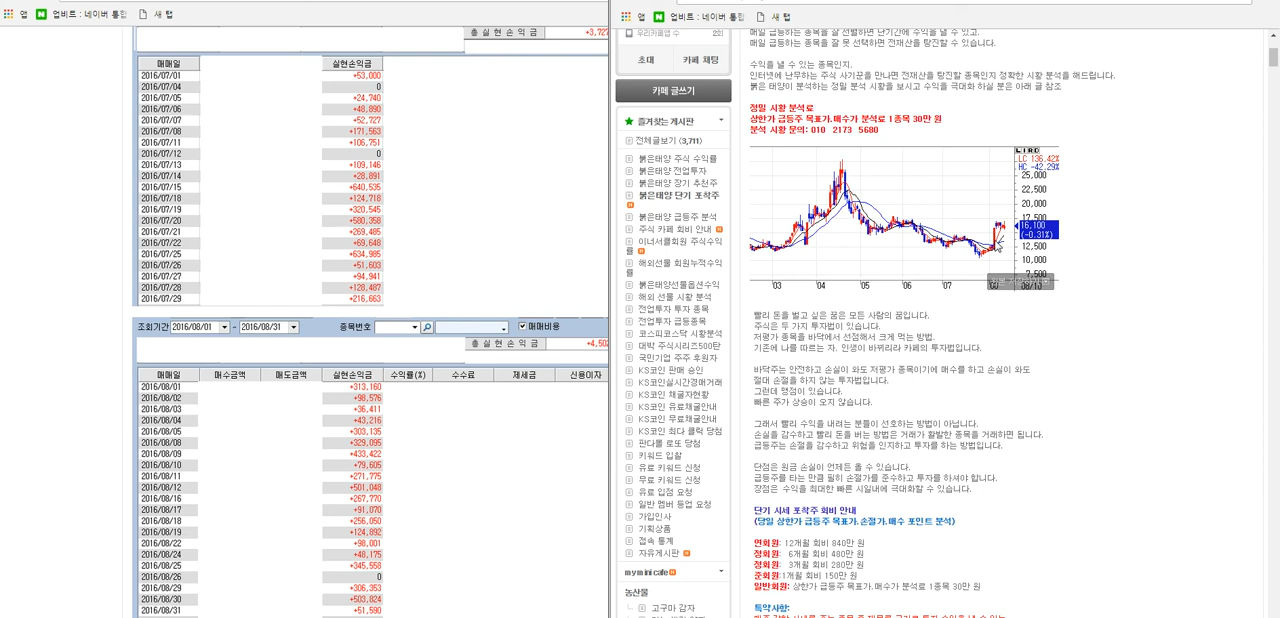 앱 업비트 : 네이버 통합 새 탭
총 실 현 손 익 금 +3,727
매매일 실현손익금
2016/07/01 +53,000
2016/07/04 0
2016/07/05 +24,740
2016/07/06 +48,890
2016/07/07 +52,727
2016/07/08 +171,563
2016/07/11 +106,751
2016/07/12 0
2016/07/13 +109,146
2016/07/14 +28,891
2016/07/15 +640,535
2016/07/18 +124,718
2016/07/19 +320,545
2016/07/20 +500,358
2016/07/21 +269,485
2016/07/22 +69,648
2016/07/25 +634,985
2016/07/26 +51,603
2016/07/27 +94,941
2016/07/28 +128,487
2016/07/29 +216,663
조회기간 2016/08/01 ~ 2016/08/31 종목번호 매매비용
총 실 현 손 익 금 +4,502
매매일 매수금액 매도금액 실현손익금 수익률(%) 수수료 제세금 신용이자
2016/08/01 +313,160
2016/08/02 +98,576
2016/08/03 +36,411
2016/08/04 +43,216
2016/08/05 +303,135
2016/08/08 +329,095
2016/08/09 +433,422
2016/08/10 +79,605
2016/08/11 +271,775
2016/08/12 +501,048
2016/08/16 +267,770
2016/08/17 +91,070
2016/08/18 +256,050
2016/08/19 +124,892
2016/08/22 +98,001
2016/08/24 +48,175
2016/08/25 +345,558
2016/08/26 0
2016/08/29 +306,353
2016/08/30 +503,824
2016/08/31 +51,590
앱 업비트 : 네이버 통합 새 탭
우리카페앱 수
초대 카페 채팅
카페 글쓰기
즐겨찾는 게시판
전체글보기 (3,711)
붉은태양 주식 수익률
붉은태양 전업투자
붉은태양 장기 추천주
붉은태양 단기 포착주
붉은태양 급등주 분석
주식 카페 회비 안내
이너서클회원 주식수익
률
해외선물 회원누적수익
률
붉은태양선물옵션수익
해외 선물 시황 분석
전업투자 투자 종목
전업투자 급등종목
코스피코스닥 시황분석
대박 주식시리즈500탄
국민기업 주주 후원자
KS코인 판매 승인
KS코인실시간경매거래
KS코인 채굴자현황
KS코인 유료채굴안내
KS코인 무료채굴안내
KS코인 최다 클릭 당첨
판다볼 로또 당첨
키워드 입찰
유료 키워드 신청
무료 키워드 신청
유료 입점 요청
일반 멤버 등업 요청
가입인사
기획상품
접속 통계
자유게시판
my mini cafe
농산물
고구마 감자
매일 급등하는 종목을 잘 선별하면 단기간에 수익을 낼 수 있고,
매일 급등하는 종목을 잘 못 선택하면 전재산을 탕진할 수 있습니다.
수익을 낼 수 있는 종목인지.
인터넷에 난무하는 주식 사기꾼을 만나면 전재산을 탕진할 종목인지 정확한 시황 분석을 해드립니다.
붉은 태양이 분석하는 정밀 분석 시황을 보시고 수익을 극대화 하실 분은 아래 글 참조
정밀 시황 분석료
상한가 급등주 목표가.매수가 분석료 1종목 30만 원
분석 시황 문의: 010 2173 5680
LC 136.42%
HC -42.29%
25,000
22,500
20,000
17,500
16,100
(-0.31%)
12,500
10,000
7,500
'03 '04 '05 '06 '07 08/10
빨리 돈을 벌고 싶은 꿈은 모든 사람의 꿈입니다.
주식은 두 가지 투자법이 있습니다.
저평가 종목을 바닥에서 선점해서 크게 먹는 방법.
기존에 나를 따르는 자. 인생이 바뀌리라 카페의 투자법입니다.
바닥주는 안전하고 손실이 와도 저평가 종목이기에 매수를 하고 손실이 와도
절대 손절을 하지 않는 투자법입니다.
그런데 맹점이 있습니다.
빠른 주가 상승이 오지 않습니다.
그래서 빨리 수익을 내려는 분들이 선호하는 방법이 아닙니다.
손실을 감수하고 빨리 돈을 버는 방법은 거래가 활발한 종목을 거래하면 됩니다.
급등주는 손절을 감수하고 위험을 인지하고 투자를 하는 방법입니다.
단점은 원금 손실이 언제든 올 수 있습니다.
급등주를 타는 만큼 필히 손절가를 준수하고 투자를 하셔야 합니다.
장점은 수익을 최대한 빠른 시일내에 극대화할 수 있습니다.
단기 시세 포착주 회비 안내
(당일 상한가 급등주 목표가.손절가.매수 포인트 분석)
연회원: 12개월 회비 840만 원
정회원: 6개월 회비 480만 원
정회원: 3개월 회비 280만 원
준회원:1개월 회비 150만 원
일반회원: 상한가 급등주 목표가.매수가 분석료 1종목 30만 원
특약사항: